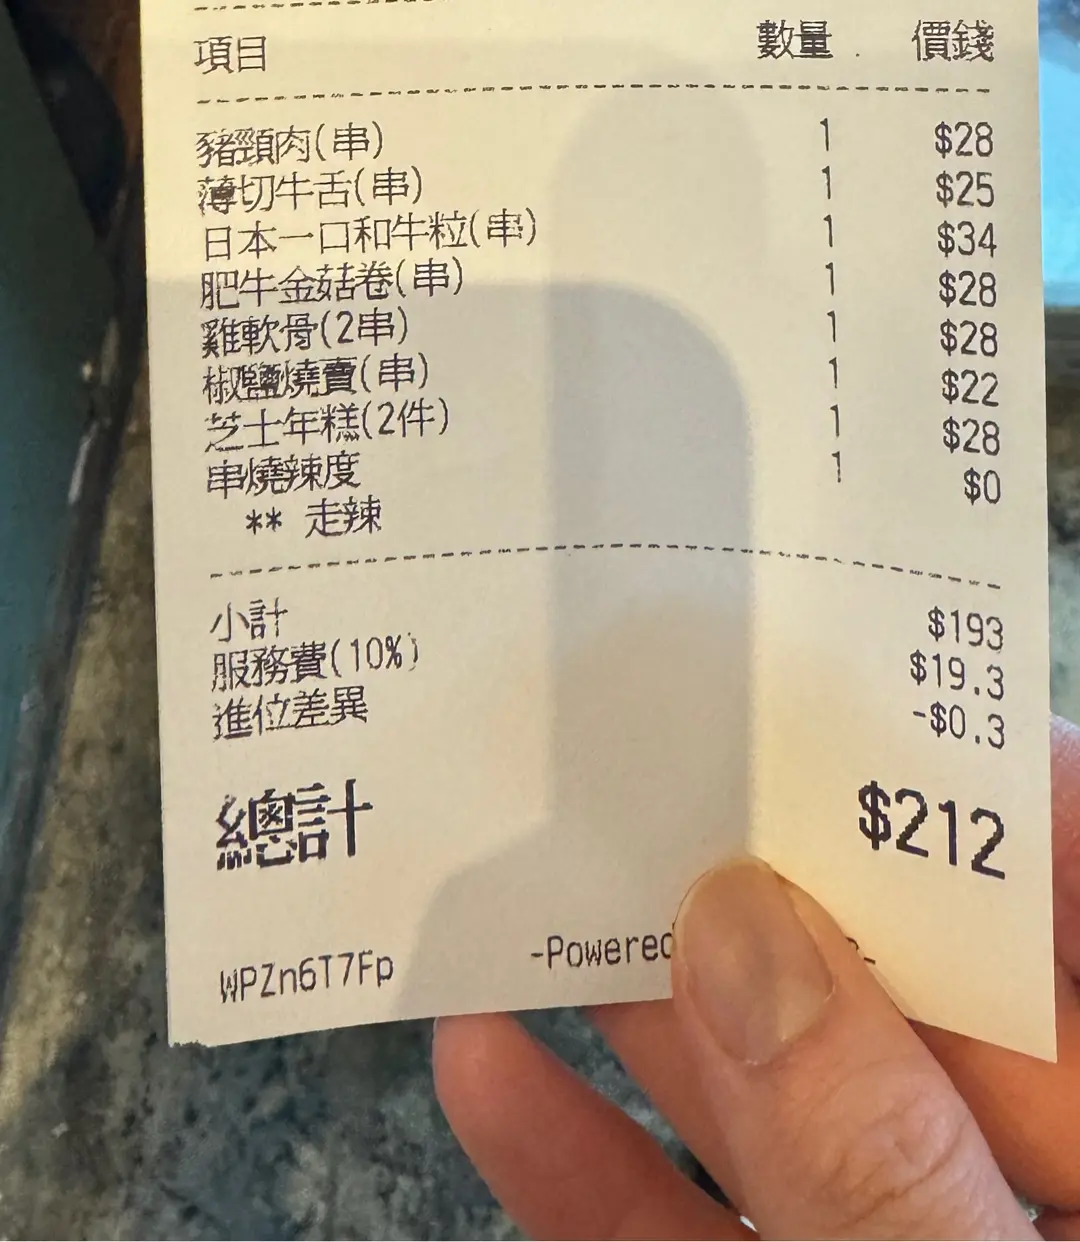 項目 數量 價錢
豬頸肉(串) 1 $28
薄切牛舌(串) 1 $25
日本一口和牛粒(串) 1 $34
肥牛金菇卷(串) 1 $28
雞軟骨(2串) 1 $28
椒鹽燒賣(串) 1 $22
芝士年糕(2件) 1 $28
串燒辣度 1 $0
** 走辣
小計 $193
服務費(10%) $19.3
進位差異 -$0.3
總計 $212
WPZn6T7Fp -Powered